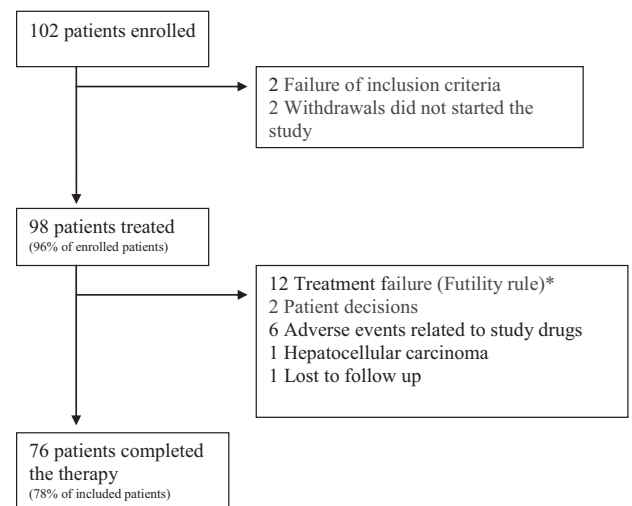 102 patients enrolled
2 Failure of inclusion criteria
2 Withdrawals did not started the
study
98 patients treated
(96% of enrolled patients)
12 Treatment failure (Futility rule)*
2 Patient decisions
6 Adverse events related to study drugs
1 Hepatocellular carcinoma
1 Lost to follow up
76 patients completed
the therapy
(78% of included patients)